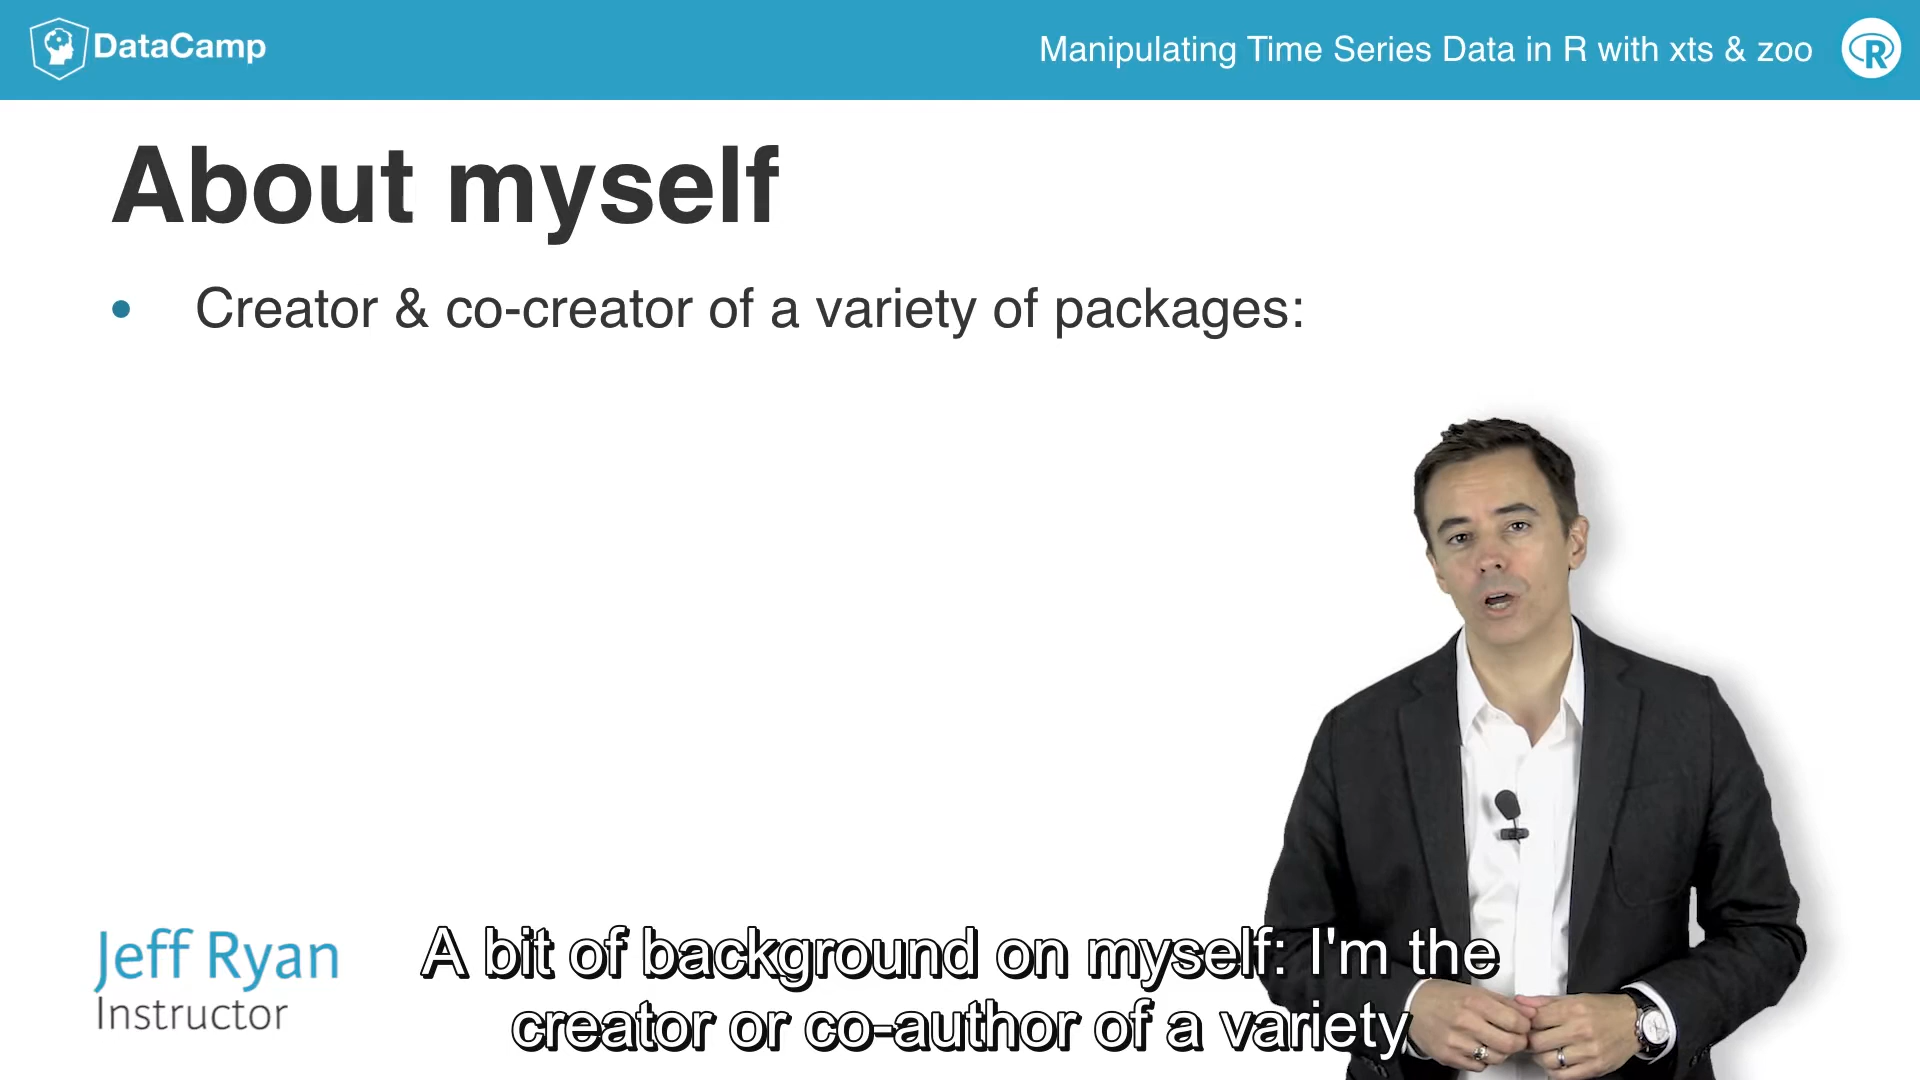 DataCamp
Manipulating Time Series Data in R with xts & zoo
R
About myself
• Creator & co-creator of a variety of packages:
Jeff Ryan
Instructor
A bit of background on myself: I'm the
creator or co-author of a variety